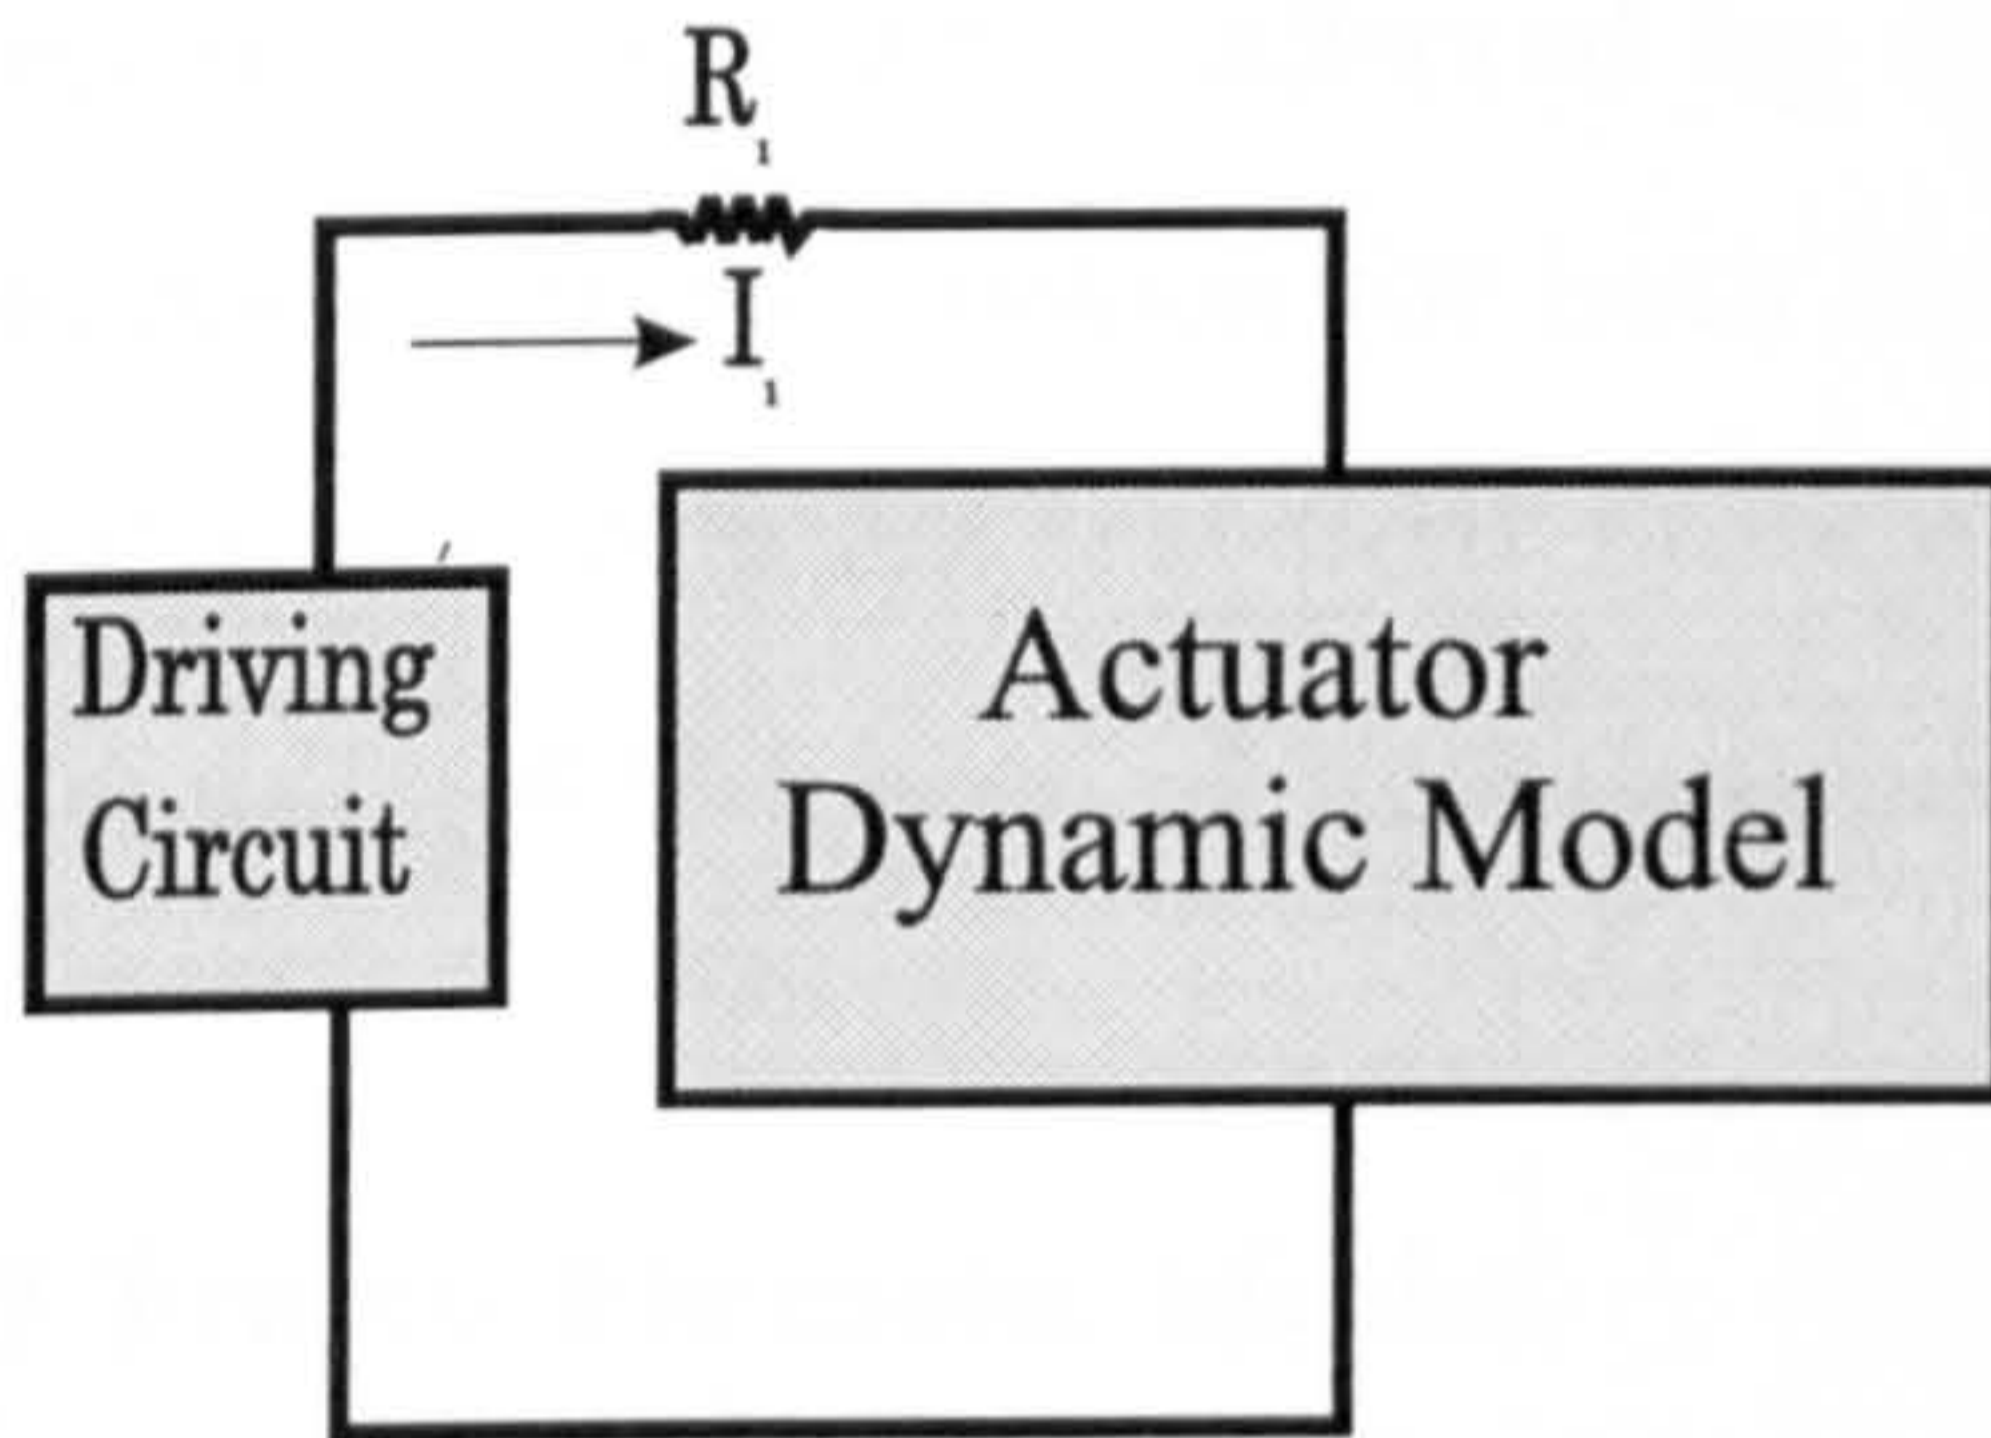 R₁
I₁
Driving
Circuit
Actuator
Dynamic Model